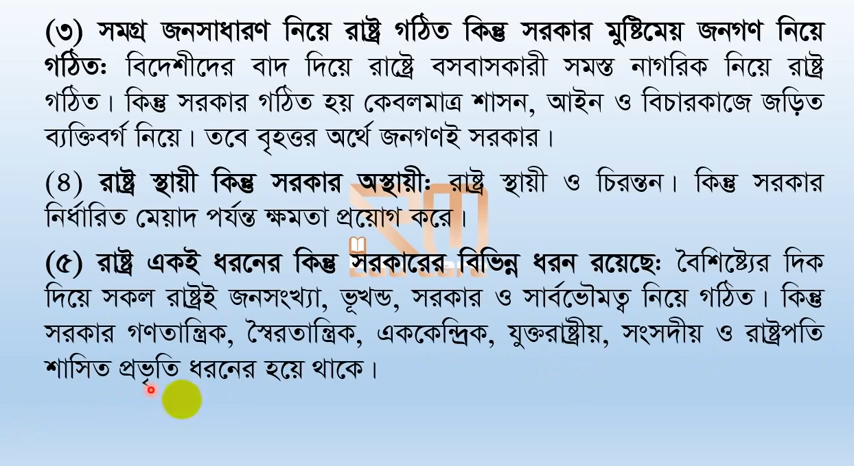 (৩) সমগ্র জনসাধারণ নিয়ে রাষ্ট্র গঠিত কিন্তু সরকার মুষ্টিমেয় জনগণ নিয়ে
গঠিত: বিদেশীদের বাদ দিয়ে রাষ্ট্রে বসবাসকারী সমস্ত নাগরিক নিয়ে রাষ্ট্র
গঠিত। কিন্তু সরকার গঠিত হয় কেবলমাত্র শাসন, আইন ও বিচারকাজে জড়িত
ব্যক্তিবর্গ নিয়ে। তবে বৃহত্তর অর্থে জনগণই সরকার।
(৪) রাষ্ট্র স্থায়ী কিন্তু সরকার অস্থায়ী: রাষ্ট্র স্থায়ী ও চিরন্তন। কিন্তু সরকার
নির্ধারিত মেয়াদ পর্যন্ত ক্ষমতা প্রয়োগ করে।
(৫) রাষ্ট্র একই ধরনের কিন্তু সরকারের বিভিন্ন ধরন রয়েছে: বৈশিষ্ট্যের দিক
দিয়ে সকল রাষ্ট্রই জনসংখ্যা, ভূখন্ড, সরকার ও সার্বভৌমত্ব নিয়ে গঠিত। কিন্তু
সরকার গণতান্ত্রিক, স্বৈরতান্ত্রিক, এককেন্দ্রিক, যুক্তরাষ্ট্রীয়, সংসদীয় ও রাষ্ট্রপতি
শাসিত প্রভৃতি ধরনের হয়ে থাকে।